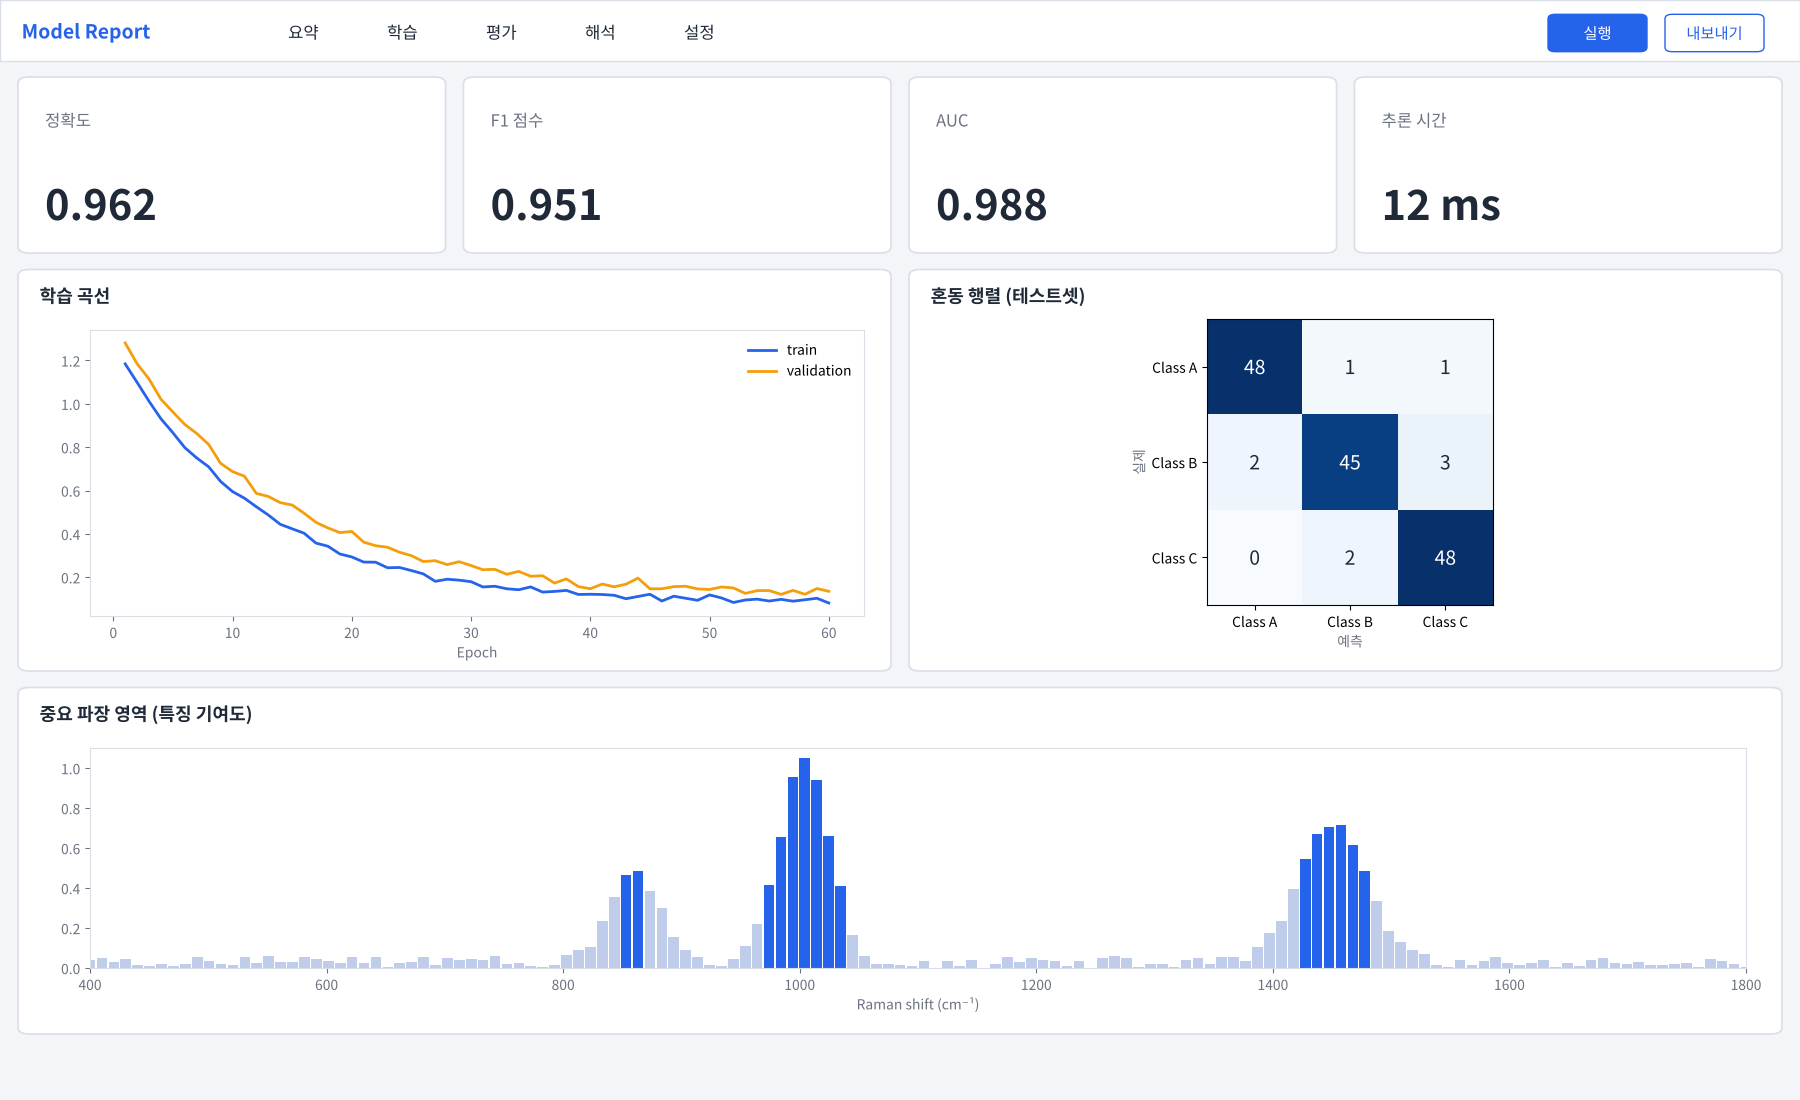 Model Report
요약 학습 평가 해석 설정
실행 내보내기
정확도
0.962
F1 점수
0.951
AUC
0.988
추론 시간
12 ms
학습 곡선
train
validation
1.2
1.0
0.8
0.6
0.4
0.2
0 10 20 30 40 50 60
Epoch
혼동 행렬 (테스트셋)
실제
Class A 48 1 1
Class B 2 45 3
Class C 0 2 48
Class A Class B Class C
예측
중요 파장 영역 (특징 기여도)
1.0
0.8
0.6
0.4
0.2
0.0
400 600 800 1000 1200 1400 1600 1800
Raman shift (cm⁻¹)